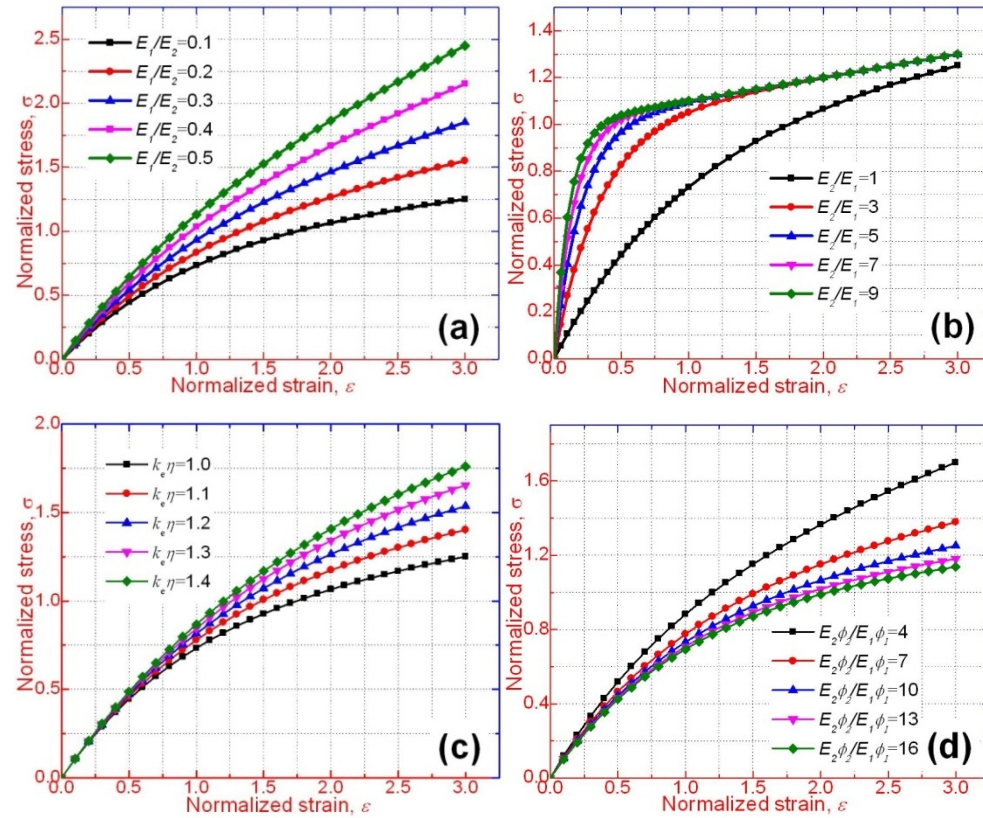 2.5
2.0
1.5
1.0
0.5
0.0
Normalized stress, σ
E₁/E₂=0.1
E₁/E₂=0.2
E₁/E₂=0.3
E₁/E₂=0.4
E₁/E₂=0.5
(a)
0.0 0.5 1.0 1.5 2.0 2.5 3.0
Normalized strain, ε
1.4
1.2
1.0
0.8
0.6
0.4
0.2
0.0
Normalized stress, σ
E₂/E₁=1
E₂/E₁=3
E₂/E₁=5
E₂/E₁=7
E₂/E₁=9
(b)
0.0 0.5 1.0 1.5 2.0 2.5 3.0
Normalized strain, ε
2.0
1.5
1.0
0.5
0.0
Normalized stress, σ
kₑη=1.0
kₑη=1.1
kₑη=1.2
kₑη=1.3
kₑη=1.4
(c)
0.0 0.5 1.0 1.5 2.0 2.5 3.0
Normalized strain, ε
1.6
1.2
0.8
0.4
0.0
Normalized stress, σ
E₂ϕ₂/E₁ϕ₁=4
E₂ϕ₂/E₁ϕ₁=7
E₂ϕ₂/E₁ϕ₁=10
E₂ϕ₂/E₁ϕ₁=13
E₂ϕ₂/E₁ϕ₁=16
(d)
0.0 0.5 1.0 1.5 2.0 2.5 3.0
Normalized strain, ε